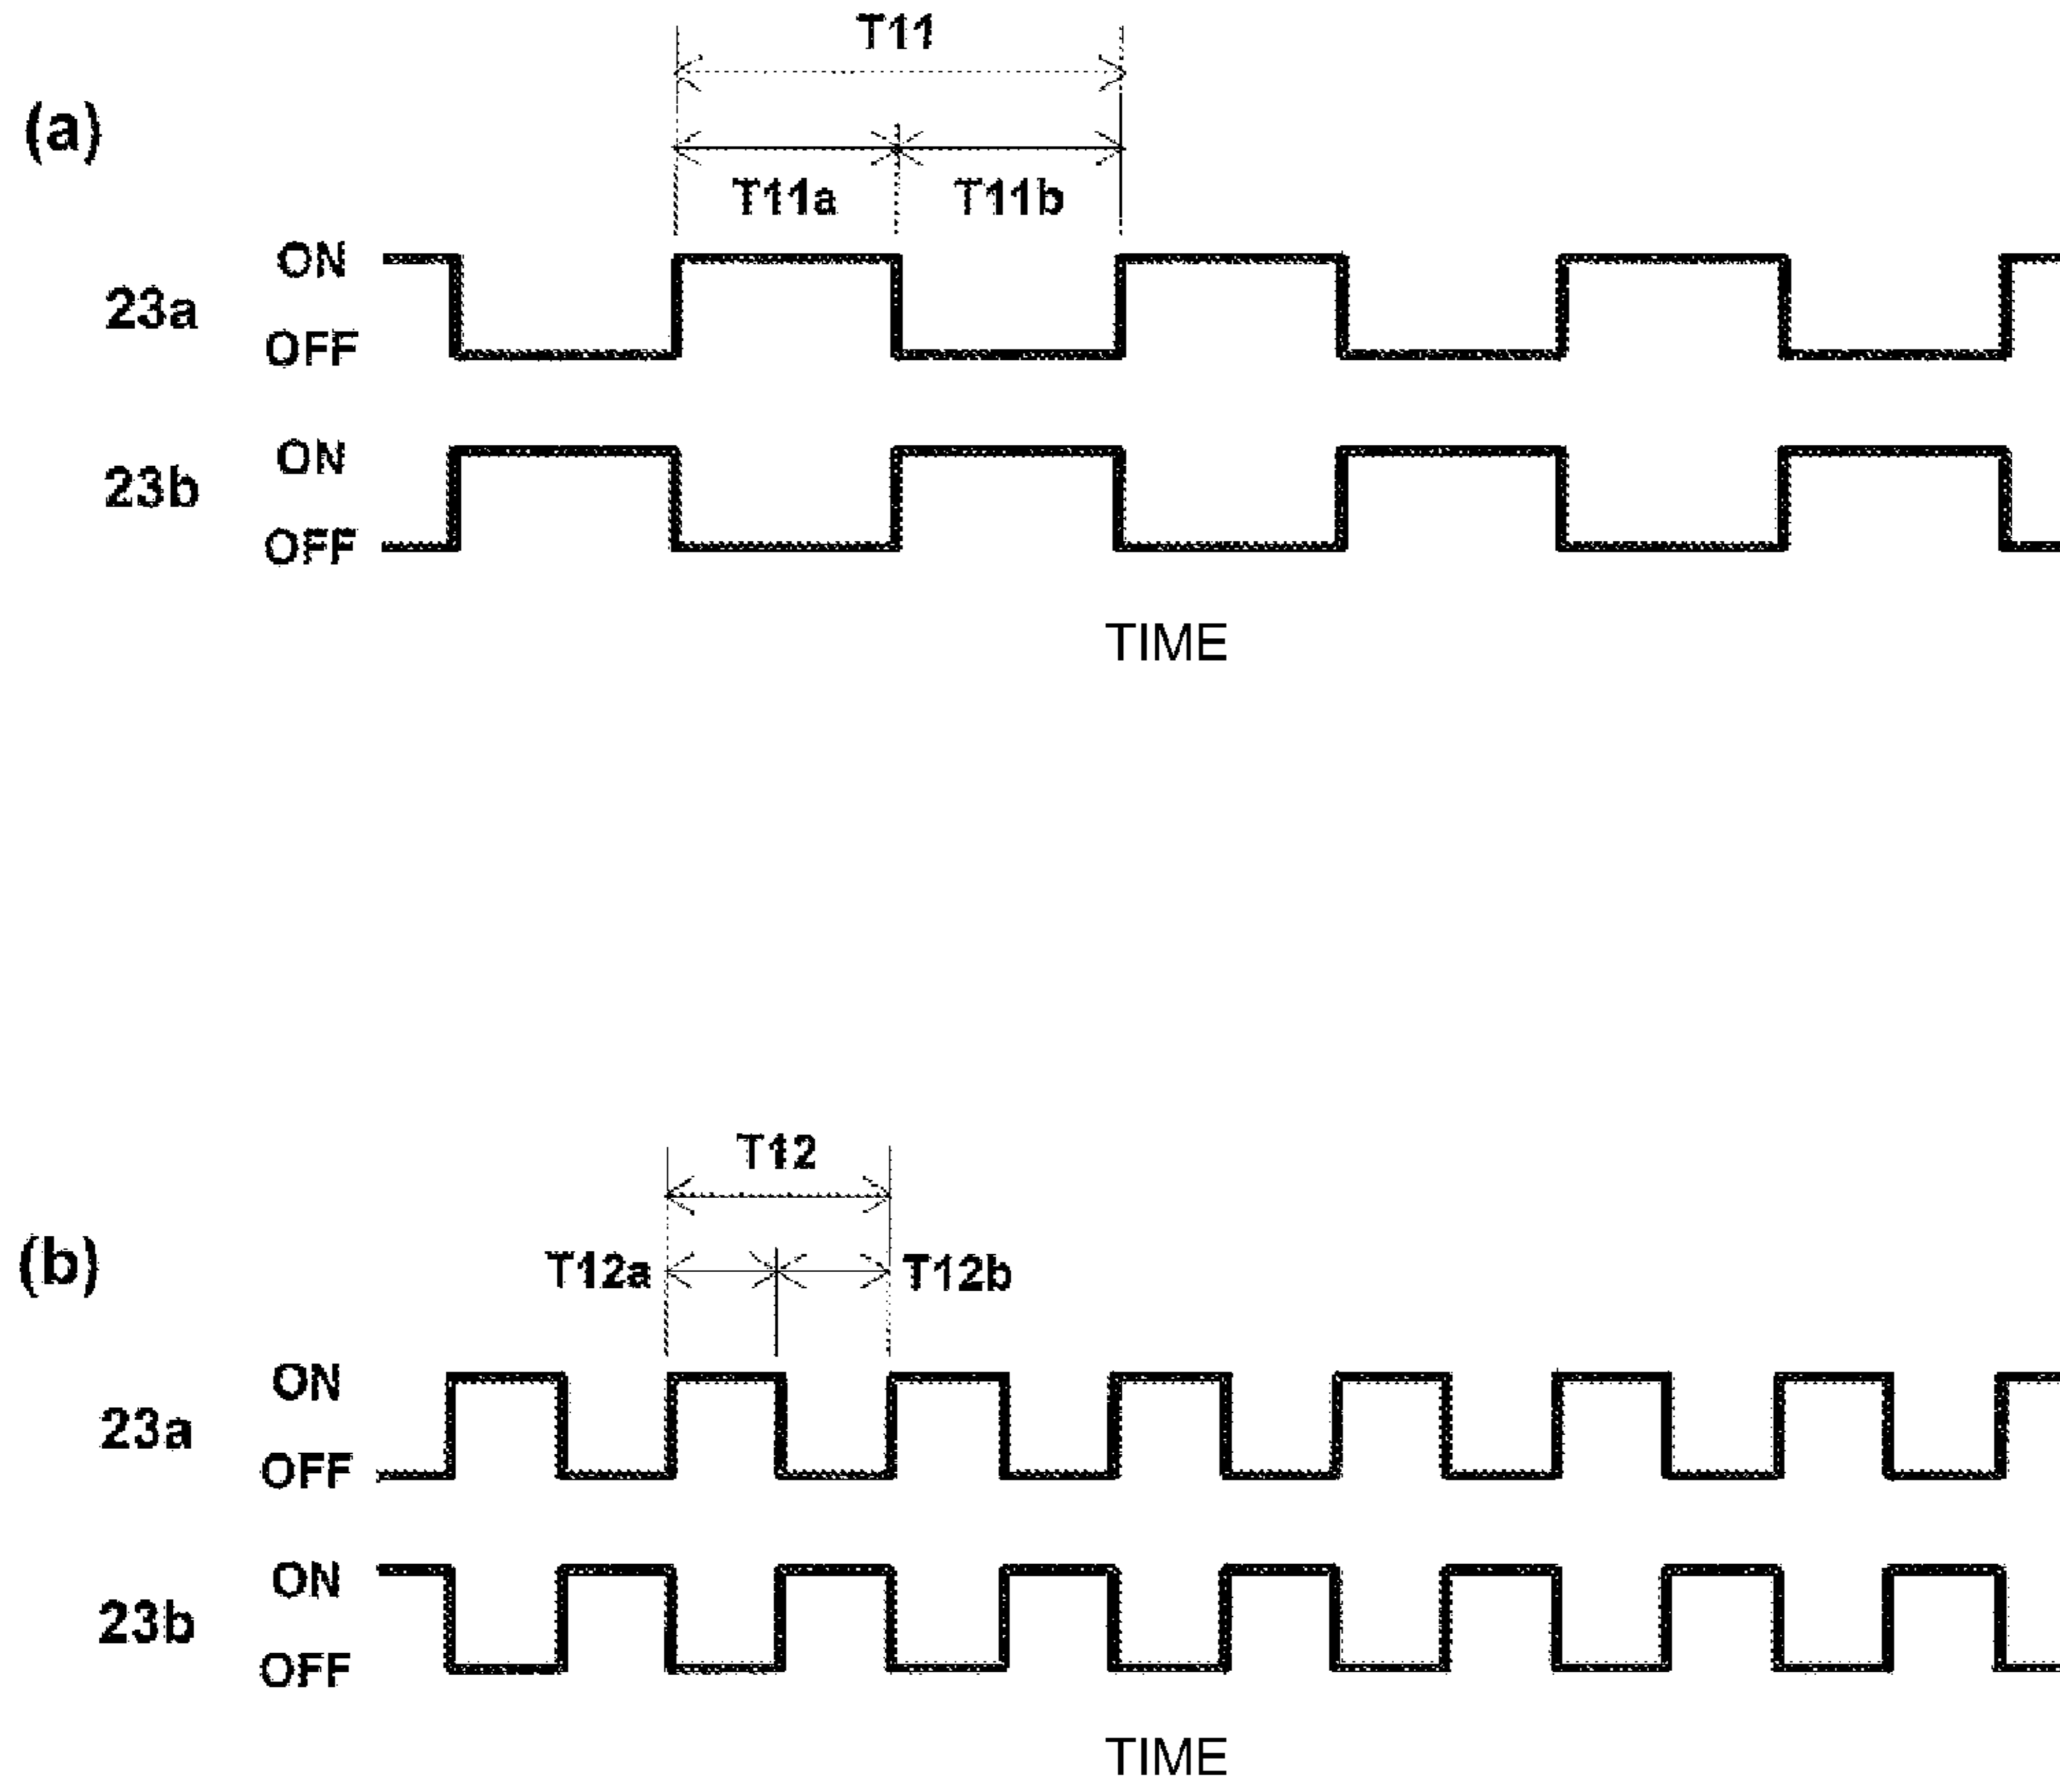 T11
(a)
T11a T11b
ON
23a
OFF
ON
23b
OFF
TIME
T12
(b)
T12a T12b
ON
23a
OFF
ON
23b
OFF
TIME